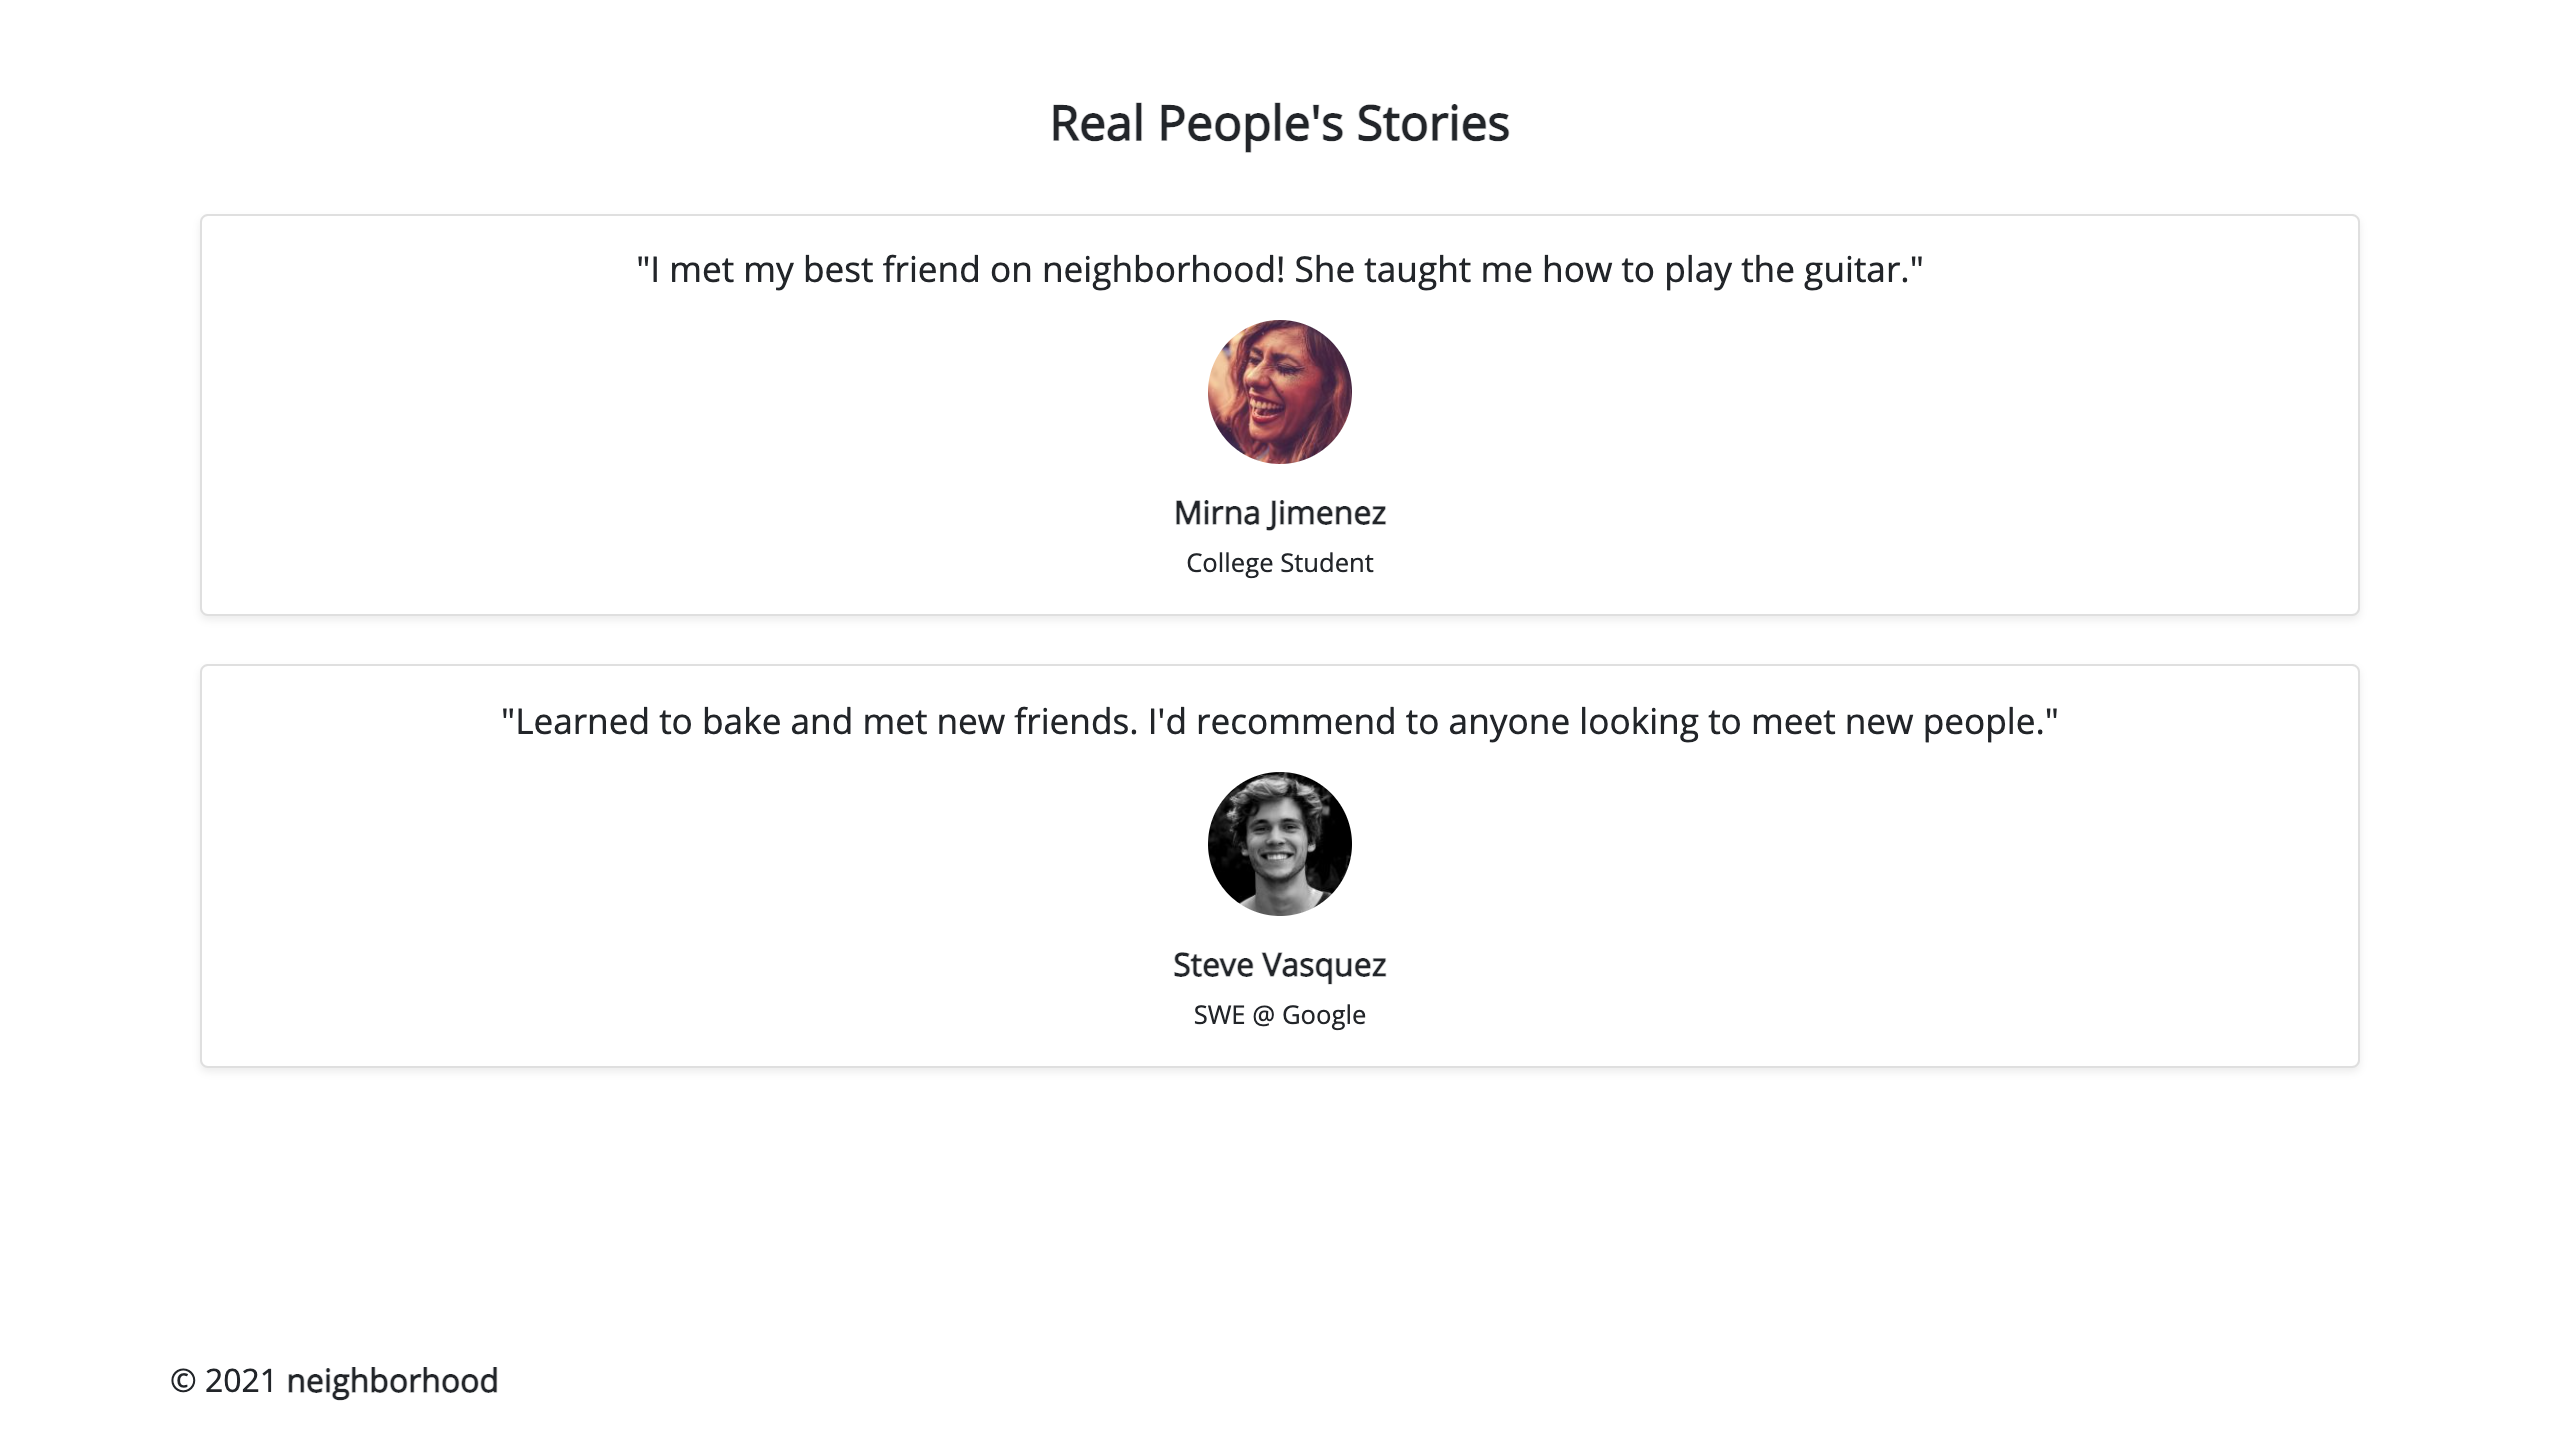 Real People's Stories
"I met my best friend on neighborhood! She taught me how to play the guitar."
Mirna Jimenez
College Student
"Learned to bake and met new friends. I'd recommend to anyone looking to meet new people."
Steve Vasquez
SWE @ Google
© 2021 neighborhood